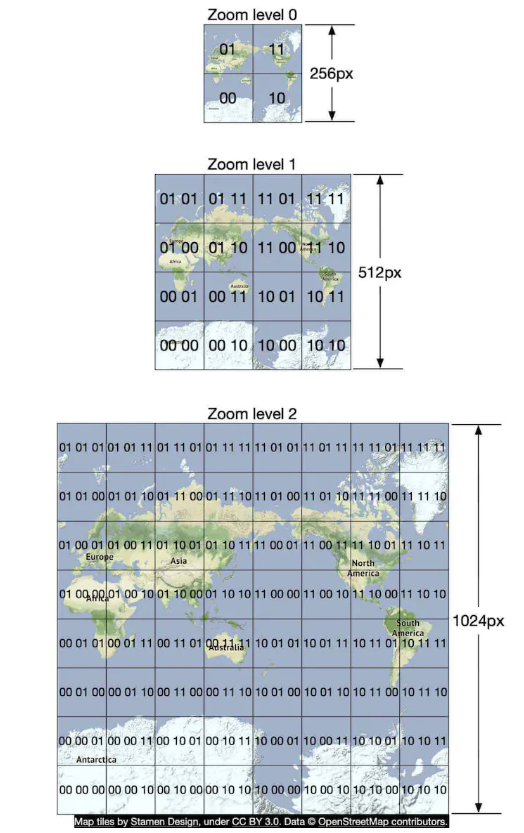 Zoom level 0
01 11
256px
00 10
Zoom level 1
01 01 01 11 11 01 11 11
01 00 01 10 11 00 11 10
Africa
512px
00 01 00 11 10 01 10 11
Australia
00 00 00 10 10 00 10 10
Zoom level 2
01 01 01 01 01 11 01 11 01 01 11 11 11 01 01 11 01 11 11 11 01 11 11 11
01 01 00 01 01 10 01 11 00 01 11 10 11 01 00 11 01 10 11 11 00 11 11 10
01 00 01 01 00 11 01 10 01 01 10 11 11 00 01 11 00 11 11 10 01 11 10 11
Europe
Asia
North
America
01 00 00 01 00 10 01 10 00 01 10 10 11 00 00 11 00 10 11 10 00 11 10 10
Africa
1024px
South
America
00 01 01 00 01 11 00 11 01 00 11 11 10 01 01 10 01 11 10 11 01 10 11 11
Australia
00 01 00 00 01 10 00 11 00 00 11 10 10 01 00 10 01 10 10 11 00 10 11 10
00 00 01 00 00 11 00 10 01 00 10 11 10 00 01 10 00 11 10 10 01 10 10 11
Antarctica
00 00 00 00 00 10 00 10 00 00 10 10 10 00 00 10 00 10 10 10 00 10 10 10
Map tiles by Stamen Design, under CC BY 3.0. Data © OpenStreetMap contributors.